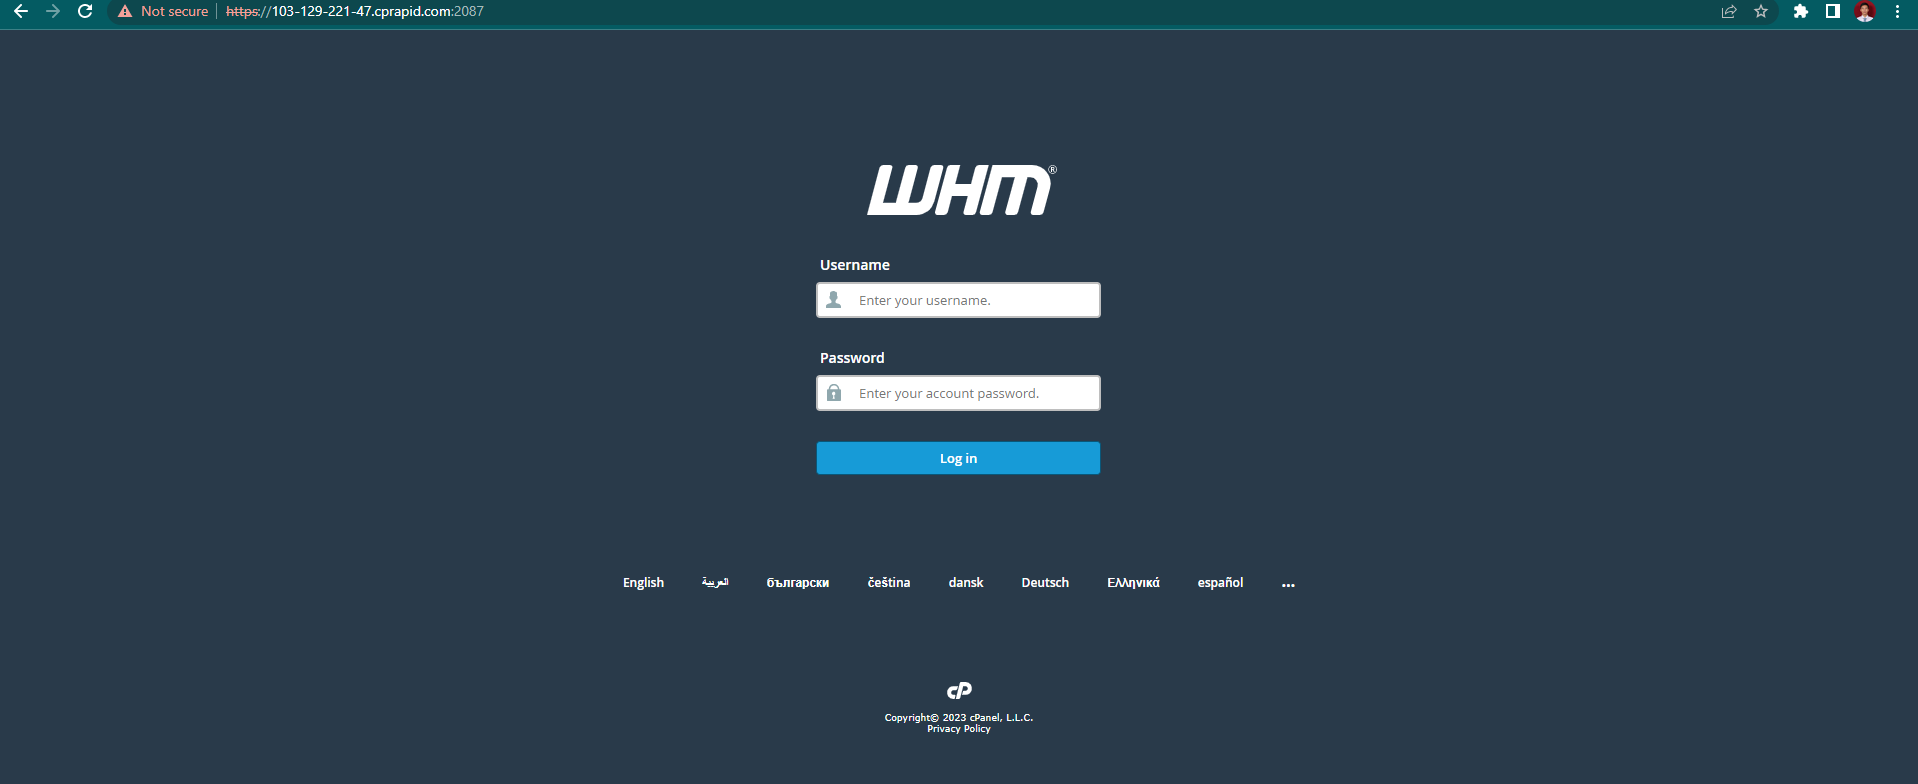 Not secure | https://103-129-221-47.cprapid.com:2087
WHM®
Username
Enter your username.
Password
Enter your account password.
Log in
English العربية български čeština dansk Deutsch Ελληνικά español ...
cP
Copyright© 2023 cPanel, L.L.C.
Privacy Policy